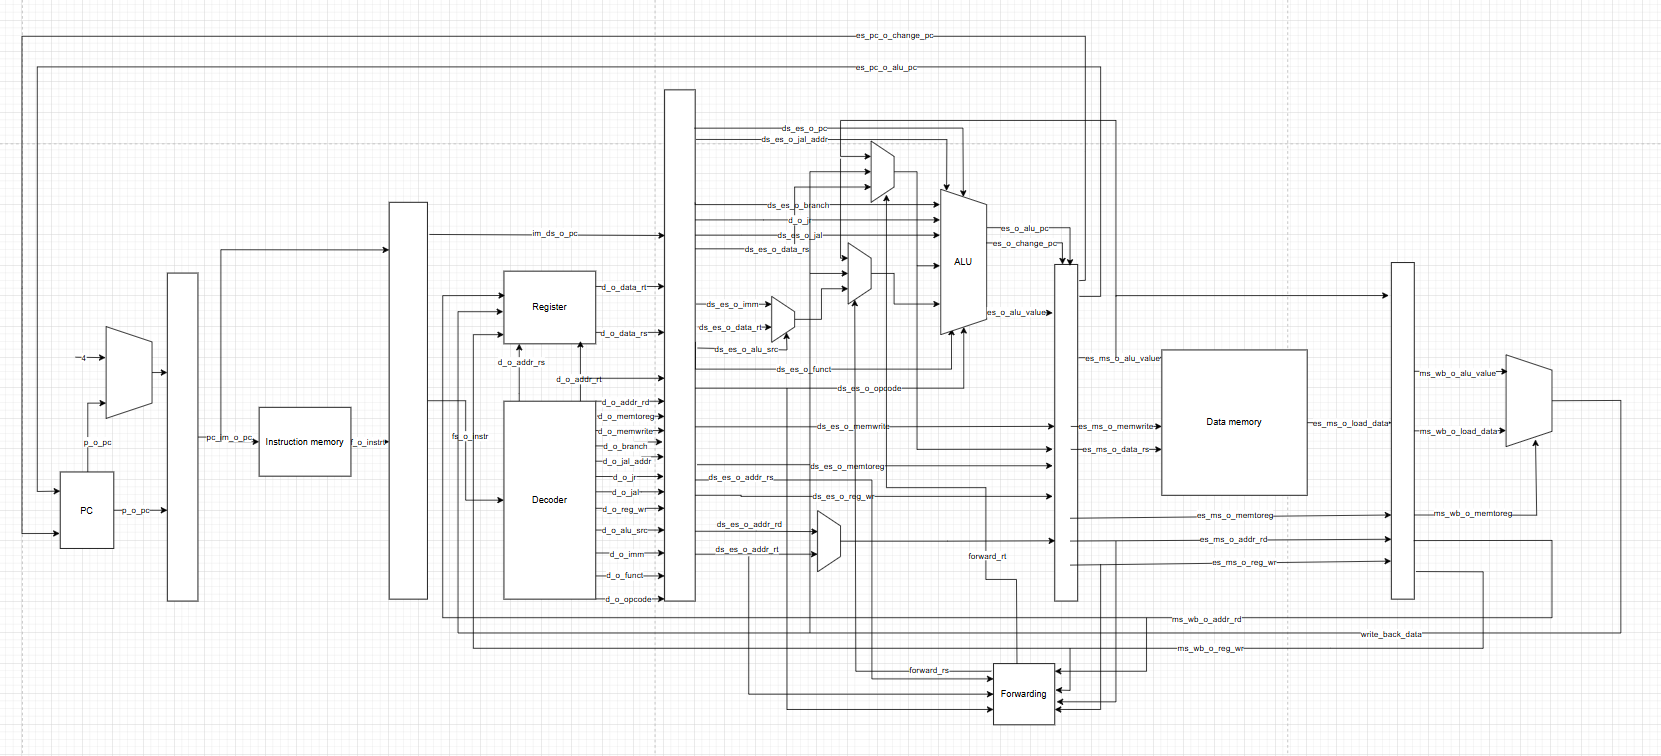 es_pc_o_change_pc
es_pc_o_alu_pc
ds_es_o_pc
ds_es_o_jal_addr
ds_es_o_branch
d_o_jr
ds_es_o_jal
ds_es_o_data_rs
im_ds_o_pc
es_o_alu_pc
es_o_change_pc
ALU
d_o_data_rt
Register
ds_es_o_imm
es_o_alu_value
ds_es_o_data_rt
d_o_data_rs
ds_es_o_alu_src
4
d_o_addr_rs
es_ms_o_alu_value
ds_es_o_funct
ms_wb_o_alu_value
d_o_addr_rt
ds_es_o_opcode
d_o_addr_rd
d_o_memtoreg
Data memory
es_ms_o_load_data
ds_es_o_memwrite
es_ms_o_memwrite
d_o_memwrite
ms_wb_o_load_data
fs_o_instr
pc_im_o_pc
Instruction memory
f_o_instr
p_o_pc
d_o_branch
es_ms_o_data_rs
d_o_jal_addr
ds_es_o_memtoreg
d_o_jr
ds_es_o_addr_rs
d_o_jal
ds_es_o_reg_wr
Decoder
PC
p_o_pc
d_o_reg_wr
ms_wb_o_memtoreg
es_ms_o_memtoreg
ds_es_o_addr_rd
d_o_alu_src
es_ms_o_addr_rd
ds_es_o_addr_rt
d_o_imm
forward_rt
es_ms_o_reg_wr
d_o_funct
d_o_opcode
ms_wb_o_addr_rd
write_back_data
ms_wb_o_reg_wr
forward_rs
Forwarding